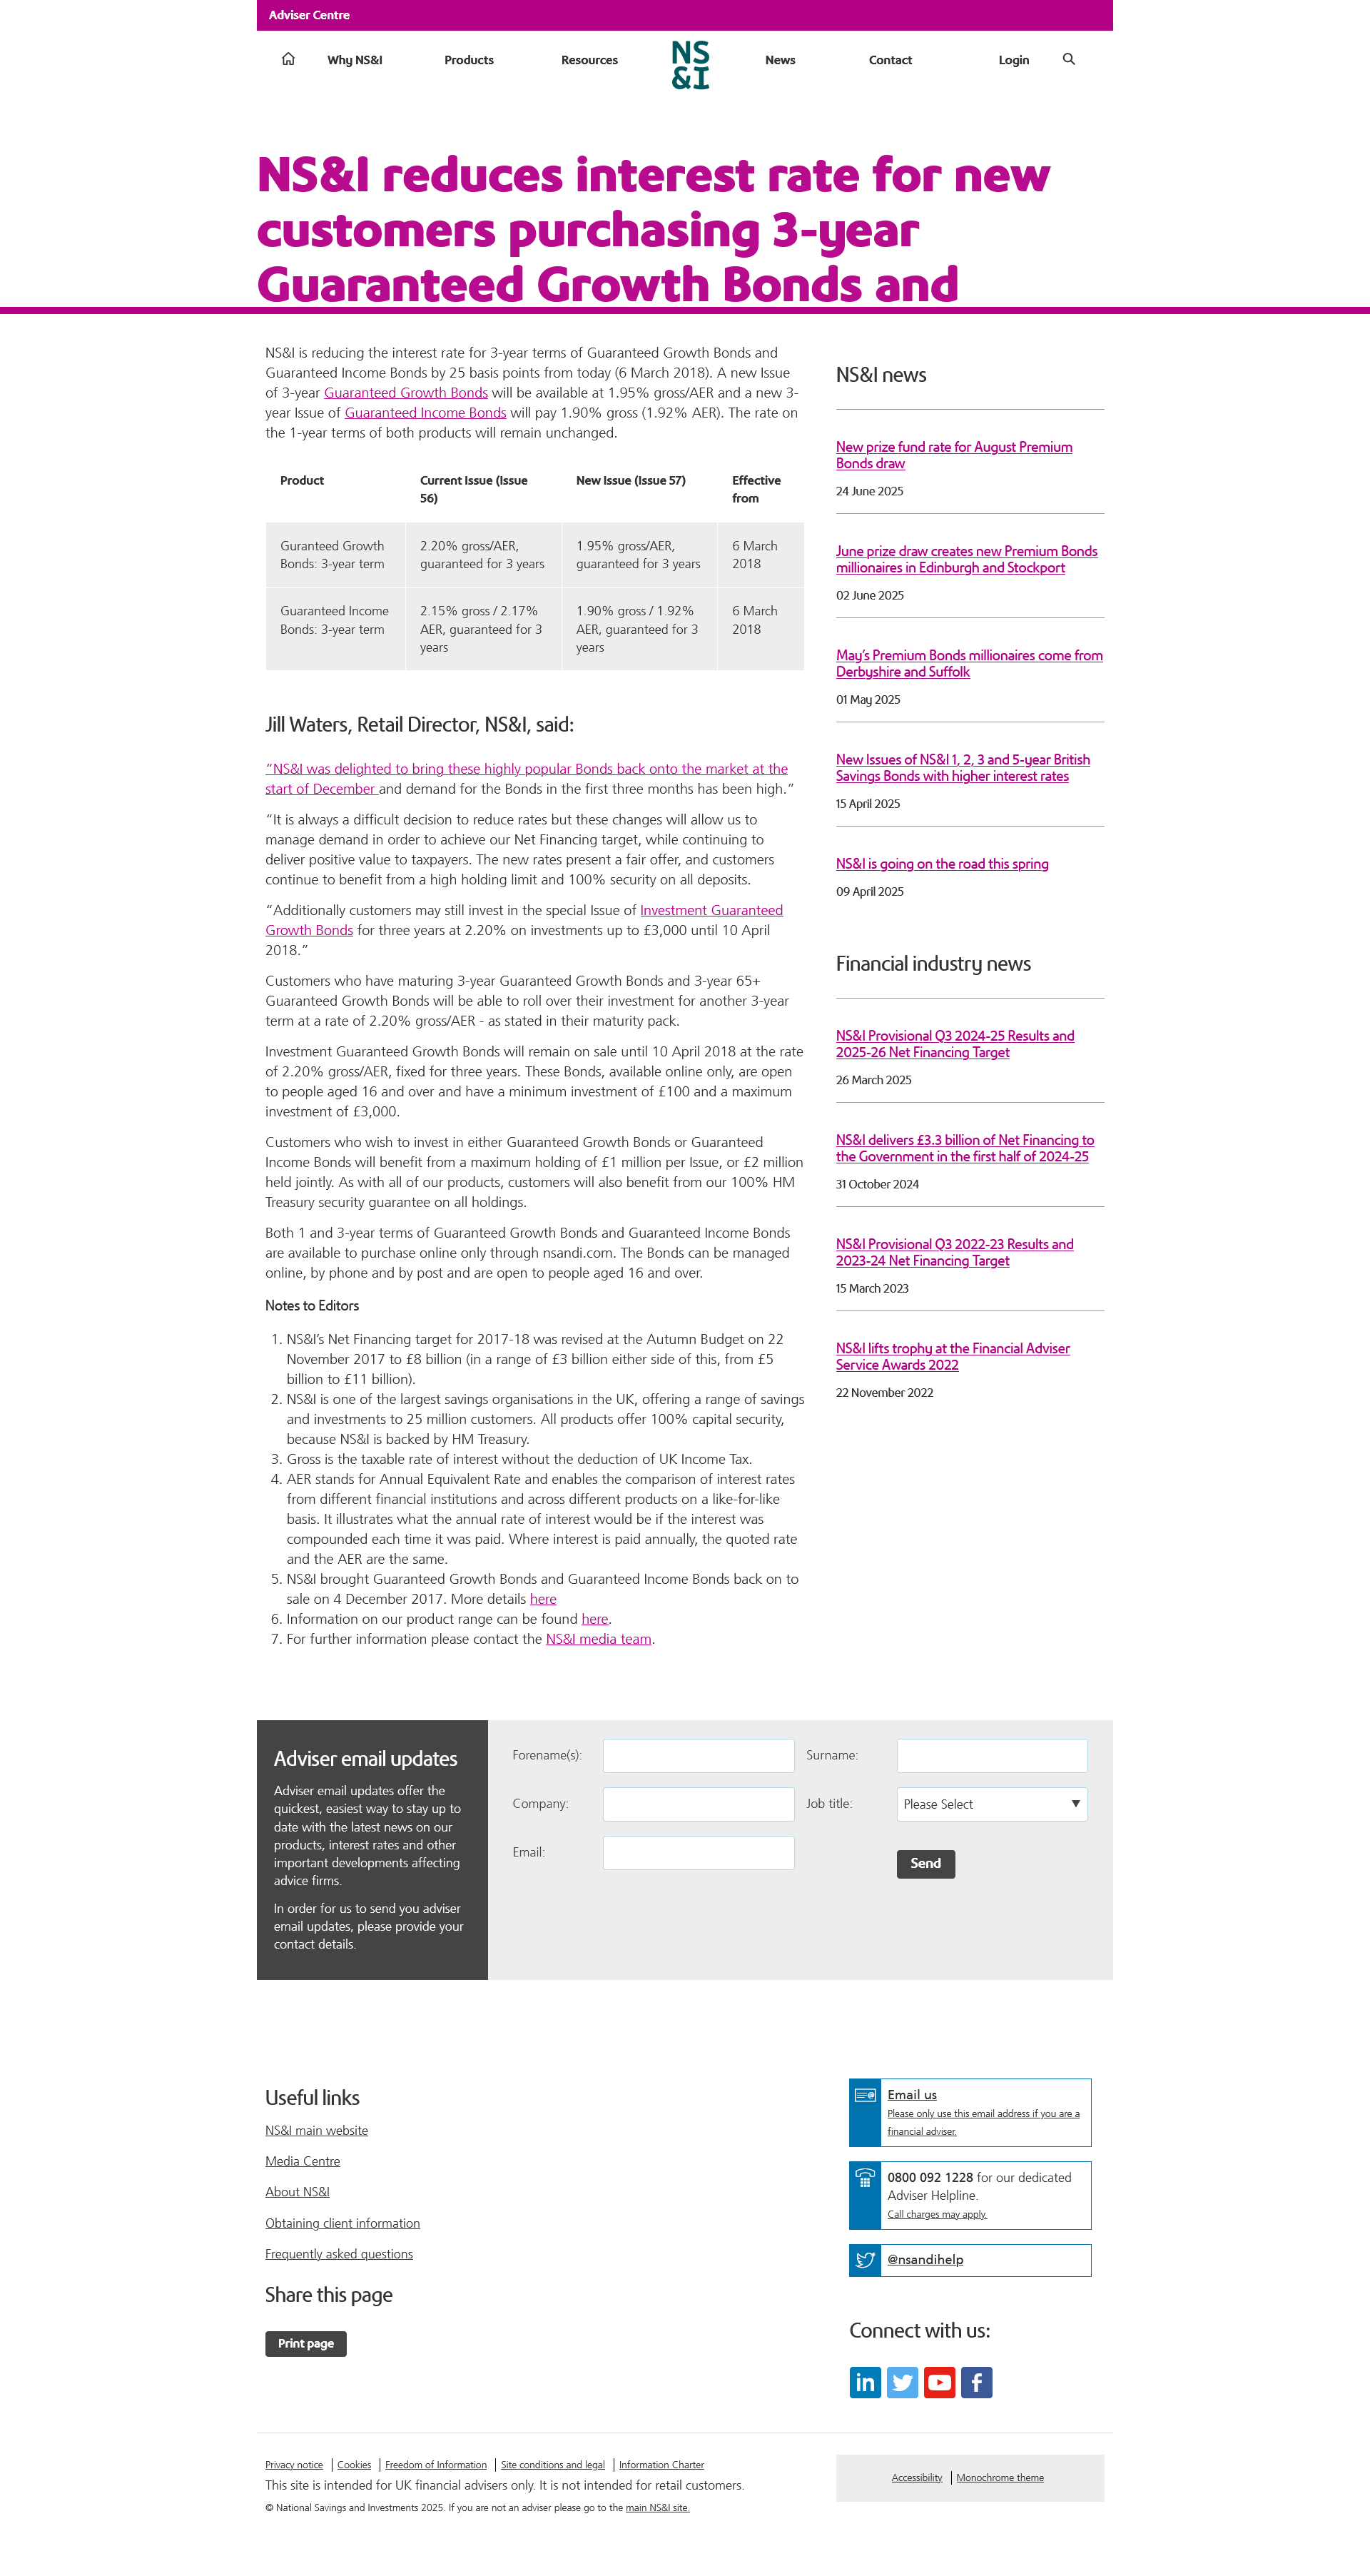 Adviser Centre
Why NS&I
Products
Resources
NS
&I
News
Contact
Login
NS&I reduces interest rate for new
customers purchasing 3-year
Guaranteed Growth Bonds and
NS&I is reducing the interest rate for 3-year terms of Guaranteed Growth Bonds and
Guaranteed Income Bonds by 25 basis points from today (6 March 2018). A new Issue
of 3-year Guaranteed Growth Bonds will be available at 1.95% gross/AER and a new 3-
year Issue of Guaranteed Income Bonds will pay 1.90% gross (1.92% AER). The rate on
the 1-year terms of both products will remain unchanged.
Product
Current Issue (Issue
56)
New Issue (Issue 57)
Effective
from
Guranteed Growth
Bonds: 3-year term
2.20% gross/AER,
guaranteed for 3 years
1.95% gross/AER,
guaranteed for 3 years
6 March
2018
Guaranteed Income
Bonds: 3-year term
2.15% gross / 2.17%
AER, guaranteed for 3
years
1.90% gross / 1.92%
AER, guaranteed for 3
years
6 March
2018
Jill Waters, Retail Director, NS&I, said:
“NS&I was delighted to bring these highly popular Bonds back onto the market at the
start of December and demand for the Bonds in the first three months has been high.”
“It is always a difficult decision to reduce rates but these changes will allow us to
manage demand in order to achieve our Net Financing target, while continuing to
deliver positive value to taxpayers. The new rates present a fair offer, and customers
continue to benefit from a high holding limit and 100% security on all deposits.
“Additionally customers may still invest in the special Issue of Investment Guaranteed
Growth Bonds for three years at 2.20% on investments up to £3,000 until 10 April
2018.”
Customers who have maturing 3-year Guaranteed Growth Bonds and 3-year 65+
Guaranteed Growth Bonds will be able to roll over their investment for another 3-year
term at a rate of 2.20% gross/AER - as stated in their maturity pack.
Investment Guaranteed Growth Bonds will remain on sale until 10 April 2018 at the rate
of 2.20% gross/AER, fixed for three years. These Bonds, available online only, are open
to people aged 16 and over and have a minimum investment of £100 and a maximum
investment of £3,000.
Customers who wish to invest in either Guaranteed Growth Bonds or Guaranteed
Income Bonds will benefit from a maximum holding of £1 million per Issue, or £2 million
held jointly. As with all of our products, customers will also benefit from our 100% HM
Treasury security guarantee on all holdings.
Both 1 and 3-year terms of Guaranteed Growth Bonds and Guaranteed Income Bonds
are available to purchase online only through nsandi.com. The Bonds can be managed
online, by phone and by post and are open to people aged 16 and over.
Notes to Editors
1. NS&I’s Net Financing target for 2017-18 was revised at the Autumn Budget on 22
November 2017 to £8 billion (in a range of £3 billion either side of this, from £5
billion to £11 billion).
2. NS&I is one of the largest savings organisations in the UK, offering a range of savings
and investments to 25 million customers. All products offer 100% capital security,
because NS&I is backed by HM Treasury.
3. Gross is the taxable rate of interest without the deduction of UK Income Tax.
4. AER stands for Annual Equivalent Rate and enables the comparison of interest rates
from different financial institutions and across different products on a like-for-like
basis. It illustrates what the annual rate of interest would be if the interest was
compounded each time it was paid. Where interest is paid annually, the quoted rate
and the AER are the same.
5. NS&I brought Guaranteed Growth Bonds and Guaranteed Income Bonds back on to
sale on 4 December 2017. More details here
6. Information on our product range can be found here.
7. For further information please contact the NS&I media team.
NS&I news
New prize fund rate for August Premium
Bonds draw
24 June 2025
June prize draw creates new Premium Bonds
millionaires in Edinburgh and Stockport
02 June 2025
May’s Premium Bonds millionaires come from
Derbyshire and Suffolk
01 May 2025
New Issues of NS&I 1, 2, 3 and 5-year British
Savings Bonds with higher interest rates
15 April 2025
NS&I is going on the road this spring
09 April 2025
Financial industry news
NS&I Provisional Q3 2024-25 Results and
2025-26 Net Financing Target
26 March 2025
NS&I delivers £3.3 billion of Net Financing to
the Government in the first half of 2024-25
31 October 2024
NS&I Provisional Q3 2022-23 Results and
2023-24 Net Financing Target
15 March 2023
NS&I lifts trophy at the Financial Adviser
Service Awards 2022
22 November 2022
Adviser email updates
Adviser email updates offer the
quickest, easiest way to stay up to
date with the latest news on our
products, interest rates and other
important developments affecting
advice firms.
In order for us to send you adviser
email updates, please provide your
contact details.
Forename(s):
Surname:
Company:
Job title:
Please Select
Email:
Send
Useful links
NS&I main website
Media Centre
About NS&I
Obtaining client information
Frequently asked questions
Share this page
Print page
Email us
Please only use this email address if you are a
financial adviser.
0800 092 1228 for our dedicated
Adviser Helpline.
Call charges may apply.
@nsandihelp
Connect with us:
Privacy notice
Cookies
Freedom of Information
Site conditions and legal
Information Charter
This site is intended for UK financial advisers only. It is not intended for retail customers.
© National Savings and Investments 2025. If you are not an adviser please go to the main NS&I site.
Accessibility
Monochrome theme